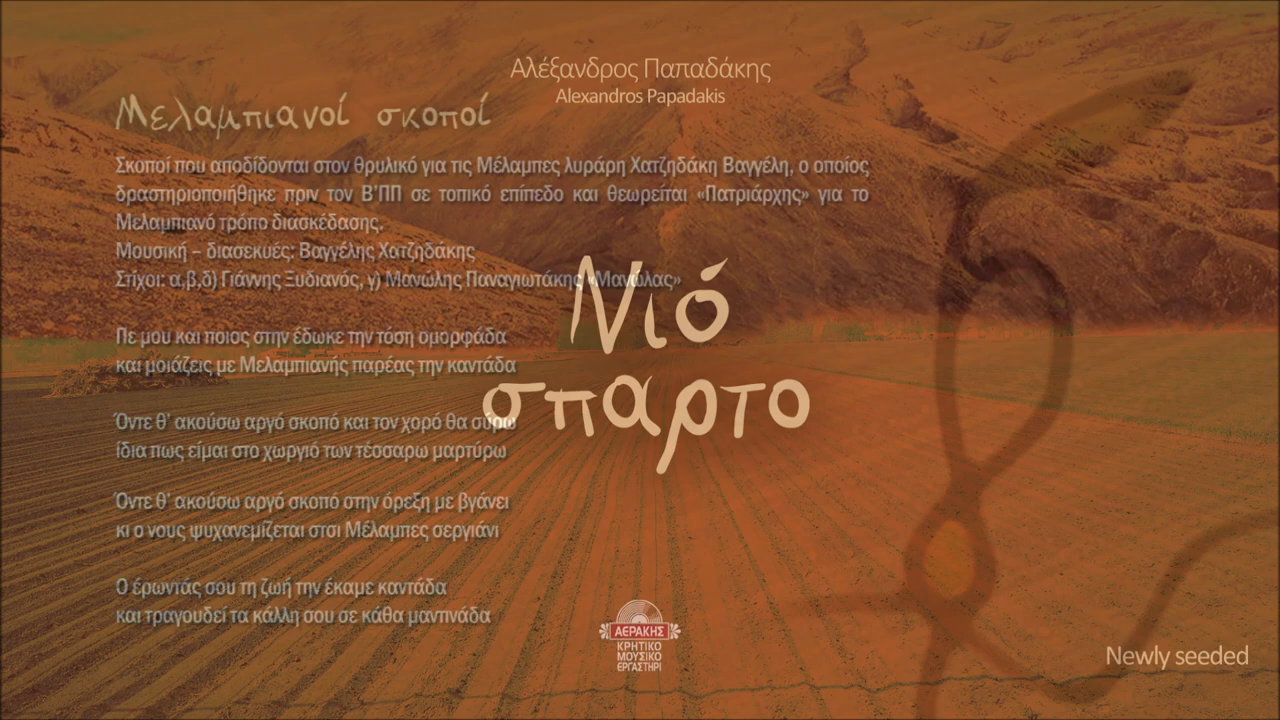 Αλέξανδρος Παπαδάκης
Alexandros Papadakis
Μελαμπιανοί σκοποί
Σκοποί που αποδίδονται στον θρυλικό για τις Μέλαμπες λυράρη Χατζηδάκη Βαγγέλη, ο οποίος
δραστηριοποιήθηκε πριν τον Β'ΠΠ σε τοπικό επίπεδο και θεωρείται «Πατριάρχης» για το
Μελαμπιανό τρόπο διασκέδασης.
Μουσική – διασκευές: Βαγγέλης Χατζηδάκης
Στίχοι: α,β,δ) Γιάννης Ξυδιανός, γ) Μανώλης Παναγιωτάκης «Μανώλας»
Νιό
σπαρτο
Πε μου και ποιος στην έδωκε την τόση ομορφάδα
και μοιάζεις με Μελαμπιανής παρέας την καντάδα
Όντε θ' ακούσω αργό σκοπό και τον χορό θα σύρω
ίδια πως είμαι στο χωργιό των τέσσαρω μαρτύρω
Όντε θ' ακούσω αργό σκοπό στην όρεξη με βγάνει
κι ο νους ψυχανεμίζεται στσι Μέλαμπες σεργιάνι
Ο έρωντάς σου τη ζωή την έκαμε καντάδα
και τραγουδεί τα κάλλη σου σε κάθα μαντινάδα
ΑΕΡΑΚΗΣ
ΚΡΗΤΙΚΟ
ΜΟΥΣΙΚΟ
ΕΡΓΑΣΤΗΡΙ
Newly seeded